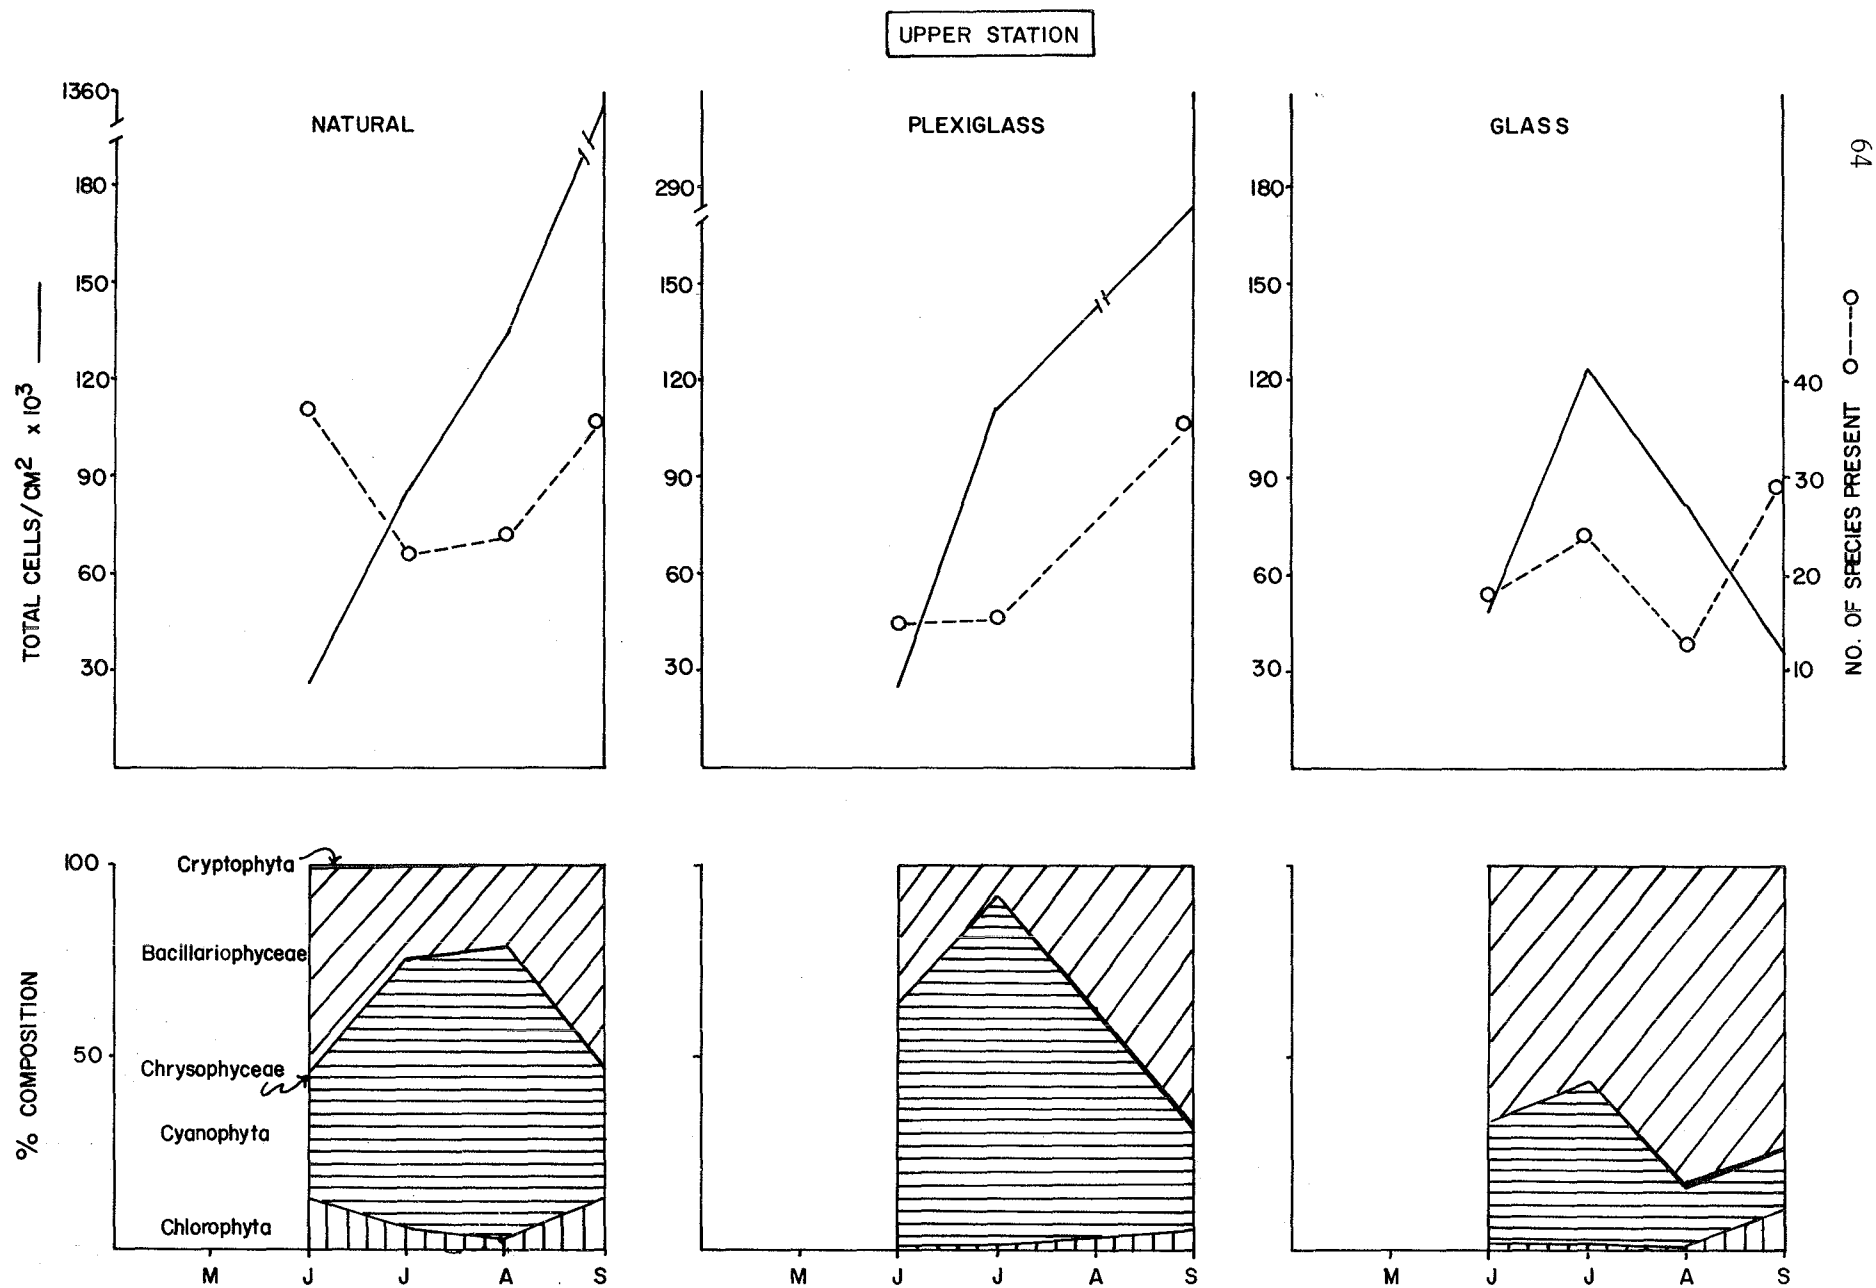 UPPER STATION
64
NATURAL
PLEXIGLASS
GLASS
TOTAL CELLS/CM² x 10³
1360
180
150
120
90
60
30
290
150
120
90
60
30
180
150
120
90
60
30
40
30
20
10
NO. OF SPECIES PRESENT
% COMPOSITION
100
50
Cryptophyta
Bacillariophyceae
Chrysophyceae
Cyanophyta
Chlorophyta
M J J A S
M J J A S
M J J A S